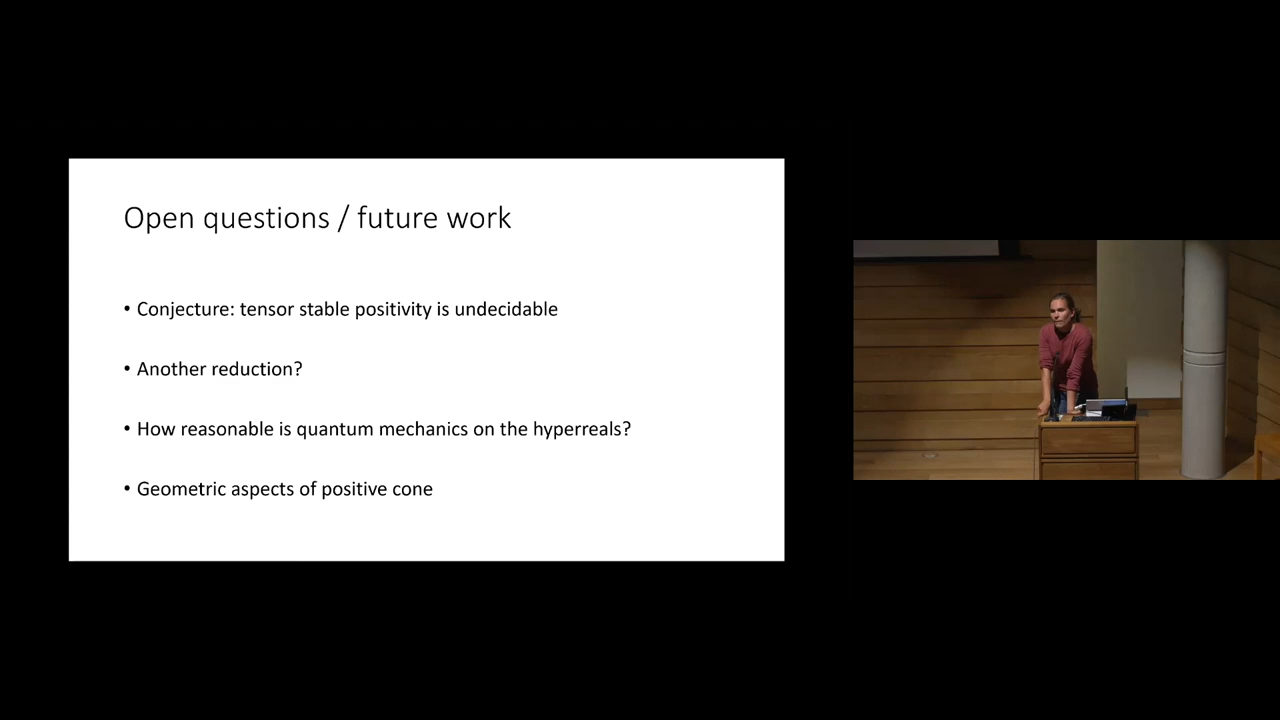 Open questions / future work
• Conjecture: tensor stable positivity is undecidable
• Another reduction?
• How reasonable is quantum mechanics on the hyperreals?
• Geometric aspects of positive cone